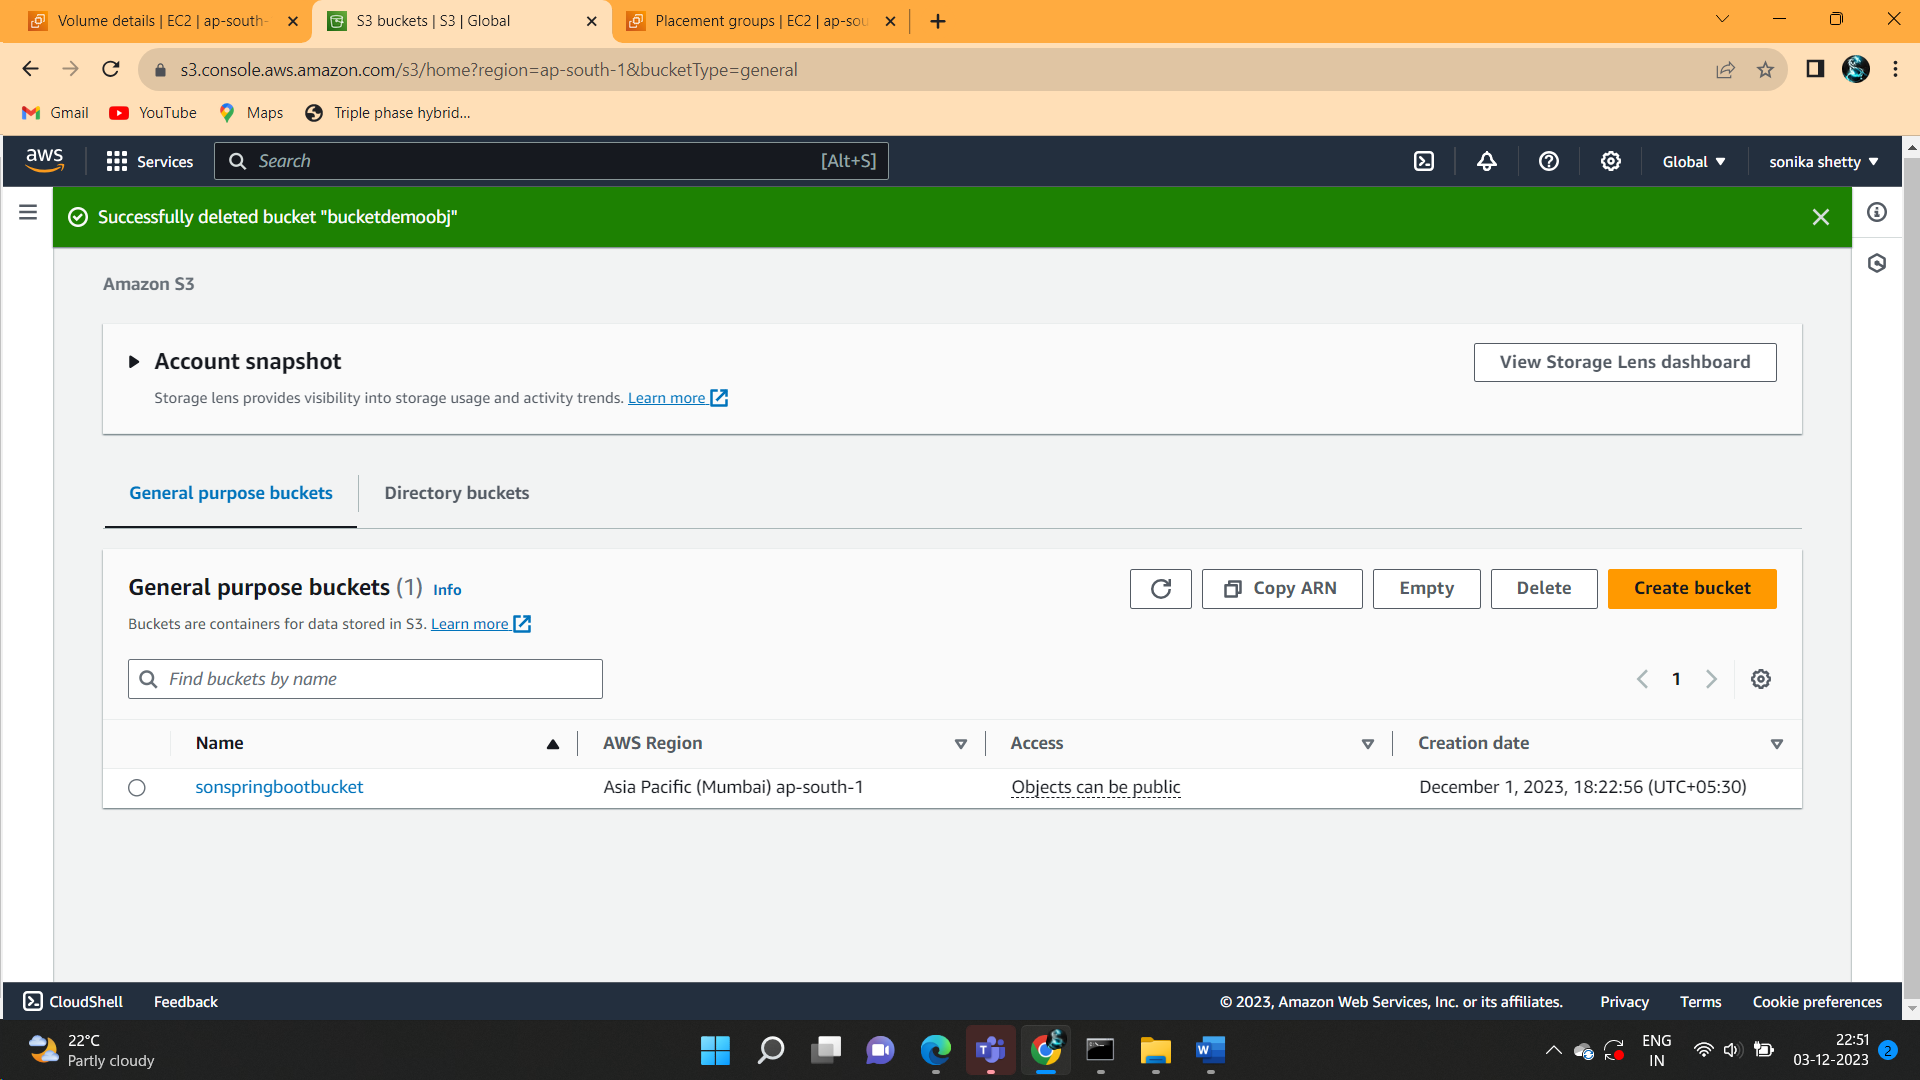 Volume details | EC2 | ap-south-
S3 buckets | S3 | Global
Placement groups | EC2 | ap-sou
s3.console.aws.amazon.com/s3/home?region=ap-south-1&bucketType=general
Gmail
YouTube
Maps
Triple phase hybrid...
aws
Services
Search
[Alt+S]
Global
sonika shetty
Successfully deleted bucket "bucketdemoobj"
Amazon S3
Account snapshot
View Storage Lens dashboard
Storage lens provides visibility into storage usage and activity trends. Learn more
General purpose buckets
Directory buckets
General purpose buckets (1) Info
Copy ARN
Empty
Delete
Create bucket
Buckets are containers for data stored in S3. Learn more
Find buckets by name
1
Name
AWS Region
Access
Creation date
sonspringbootbucket
Asia Pacific (Mumbai) ap-south-1
Objects can be public
December 1, 2023, 18:22:56 (UTC+05:30)
CloudShell
Feedback
© 2023, Amazon Web Services, Inc. or its affiliates.
Privacy
Terms
Cookie preferences
22°C
Partly cloudy
ENG
IN
22:51
03-12-2023
2